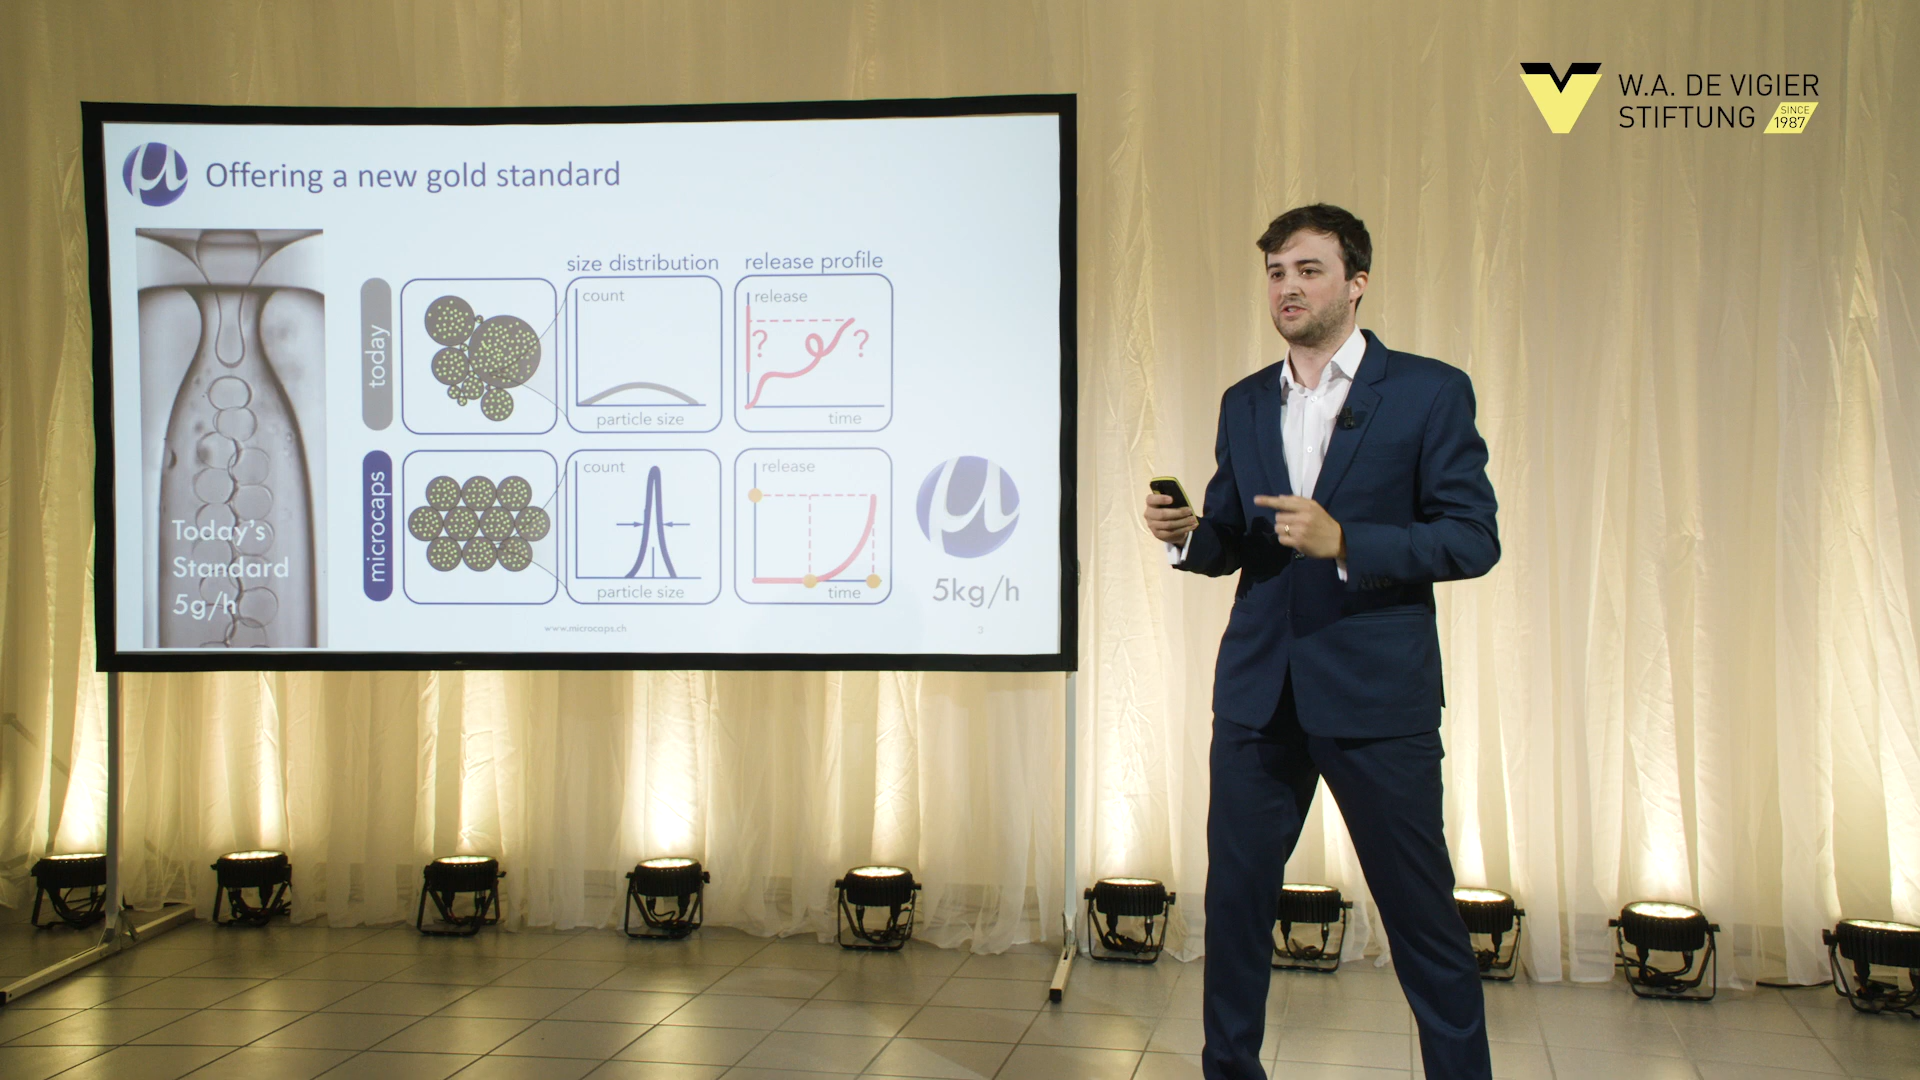 W.A. DE VIGIER
STIFTUNG
SINCE
1987
µ Offering a new gold standard
size distribution
release profile
today
count
particle size
release
? ?
time
microcaps
count
particle size
release
time
Today's
Standard
5g/h
µ
5kg/h
www.microcaps.ch
3